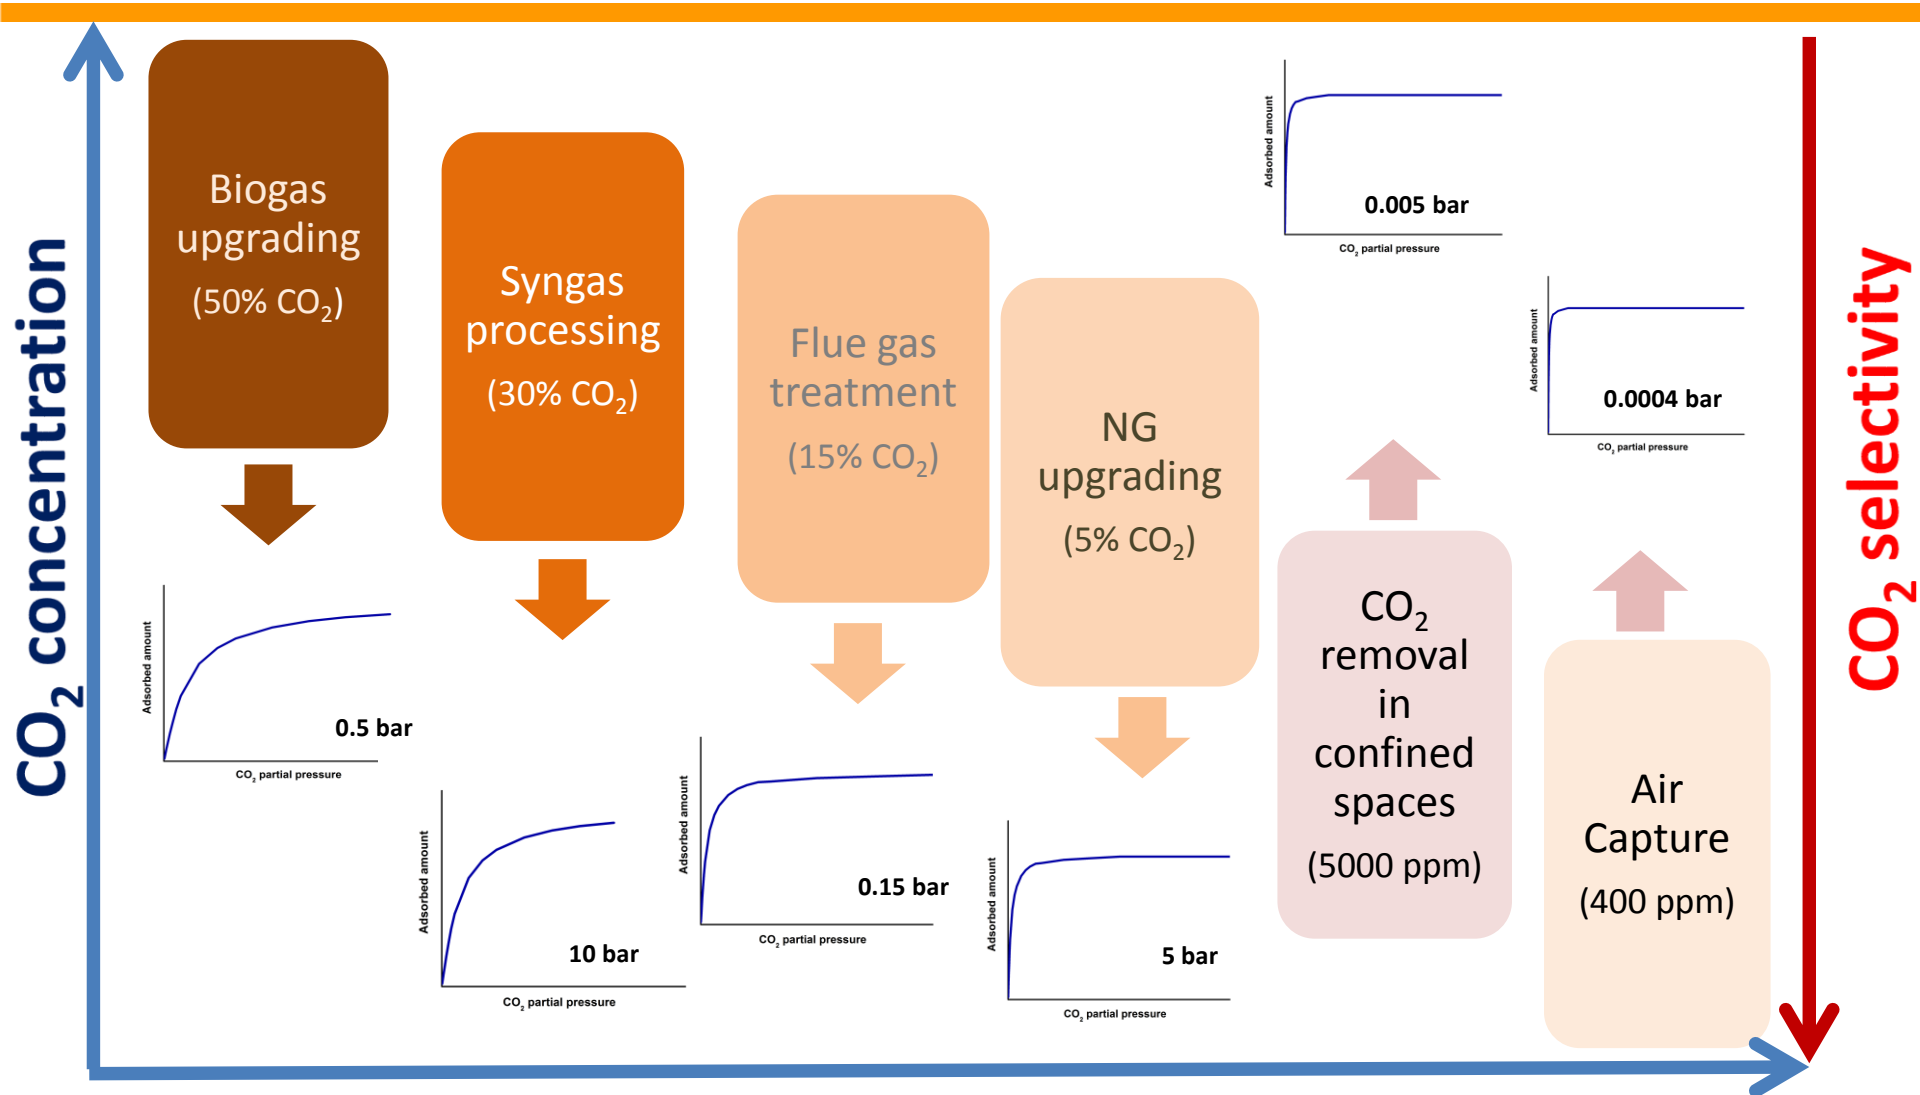 CO2 concentration
Biogas
upgrading
(50% CO2)
Adsorbed amount
0.5 bar
CO2 partial pressure
Syngas
processing
(30% CO2)
Adsorbed amount
10 bar
CO2 partial pressure
Flue gas
treatment
(15% CO2)
Adsorbed amount
0.15 bar
CO2 partial pressure
NG
upgrading
(5% CO2)
Adsorbed amount
5 bar
CO2 partial pressure
Adsorbed amount
0.005 bar
CO2 partial pressure
CO2
removal
in
confined
spaces
(5000 ppm)
Adsorbed amount
0.0004 bar
CO2 partial pressure
Air
Capture
(400 ppm)
CO2 selectivity